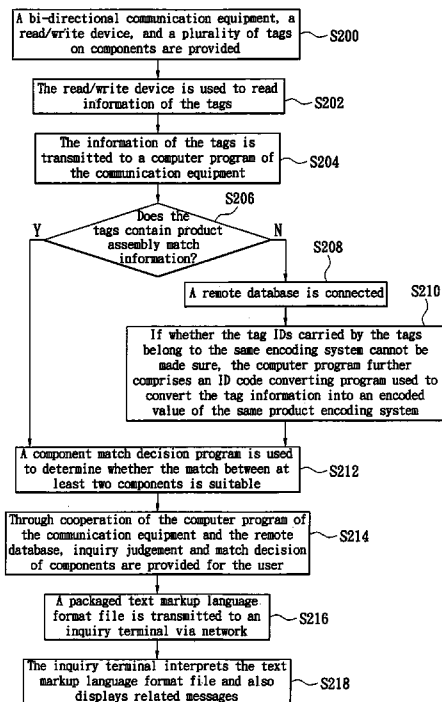 A bi-directional communication equipment, a
read/write device, and a plurality of tags
on components are provided
S200
The read/write device is used to read
information of the tags
S202
The information of the tags is
transmitted to a computer program of
the communication equipment
S204
S206
Does the
tags contain product
assembly match
information?
Y
N
S208
A remote database is connected
S210
If whether the tag IDs carried by the tags
belong to the same encoding system cannot be
made sure, the computer program further
comprises an ID code converting program used to
convert the tag information into an encoded
value of the same product encoding system
A component match decision program is used
to determine whether the match between at
least two components is suitable
S212
Through cooperation of the computer program of
the communication equipment and the remote
database, inquiry judgement and match decision
of components are provided for the user
S214
A packaged text markup language
format file is transmitted to an
inquiry terminal via network
S216
The inquiry terminal interprets the text
markup language format file and also
displays related messages
S218